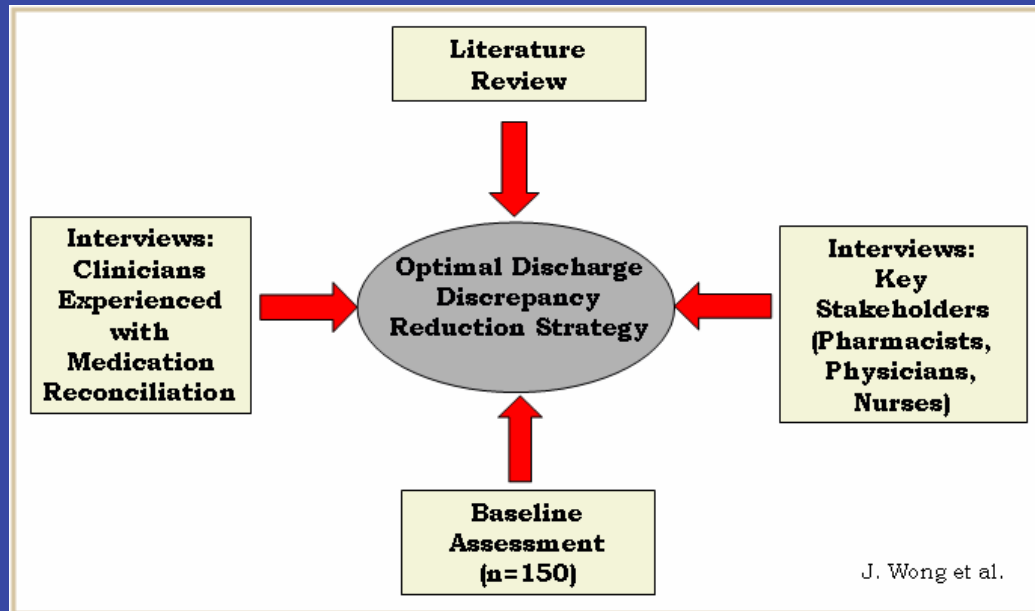 Literature
Review
Interviews:
Clinicians
Experienced
with
Medication
Reconciliation
Optimal Discharge
Discrepancy
Reduction Strategy
Interviews:
Key
Stakeholders
(Pharmacists,
Physicians,
Nurses)
Baseline
Assessment
(n=150)
J. Wong et al.